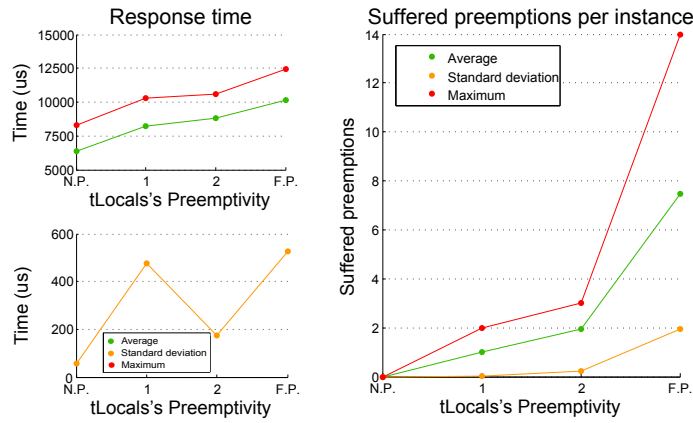 Response time
15000
12500
10000
7500
5000
Time (us)
N.P.
1
2
F.P.
tLocals's Preemptivity
600
400
200
0
Time (us)
Average
Standard deviation
Maximum
N.P.
1
2
F.P.
tLocals's Preemptivity
Suffered preemptions per instance
14
12
10
8
6
4
2
0
Suffered preemptions
Average
Standard deviation
Maximum
N.P.
1
2
F.P.
tLocals's Preemptivity